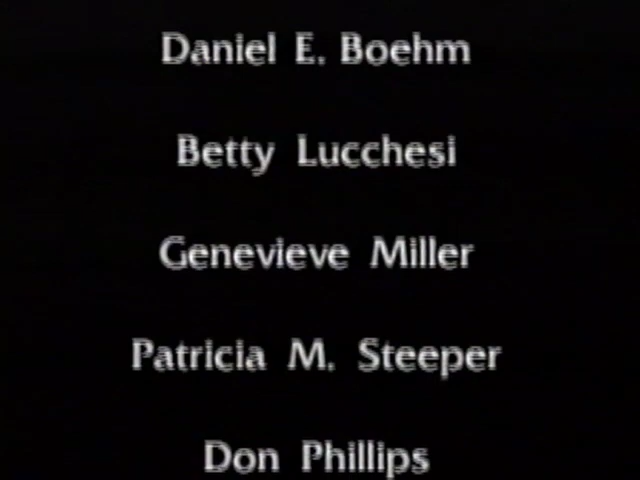 Daniel E. Boehm
Betty Lucchesi
Genevieve Miller
Patricia M. Steeper
Don Phillips